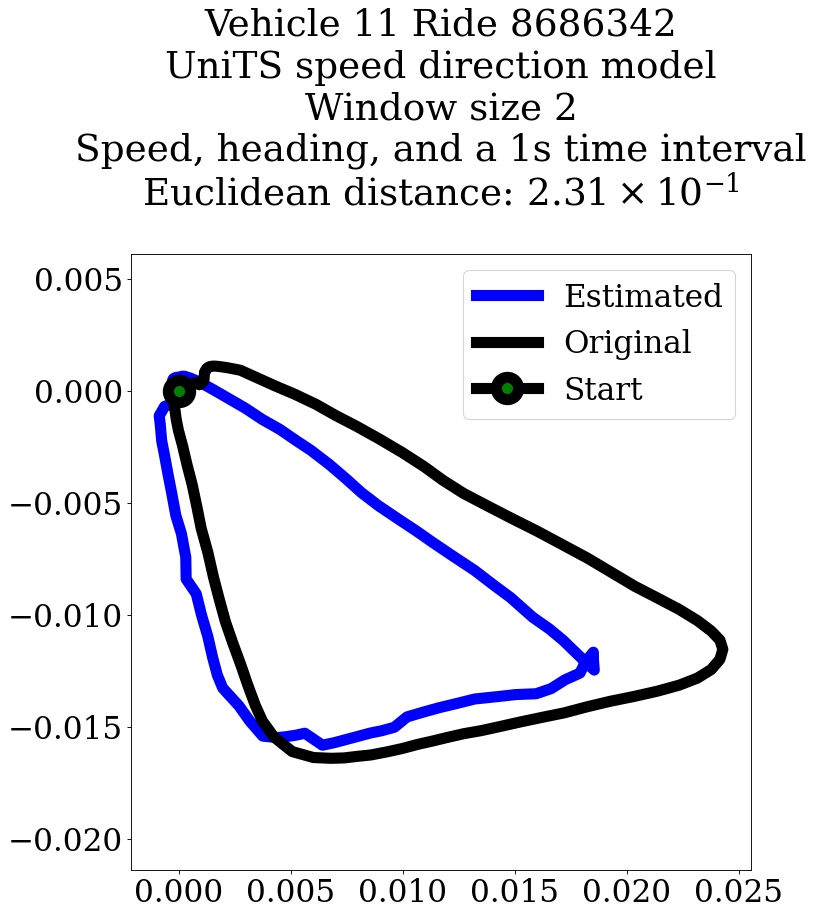 Vehicle 11 Ride 8686342
UniTS speed direction model
Window size 2
Speed, heading, and a 1s time interval
Euclidean distance: 2.31 × 10⁻¹
Estimated
Original
Start
0.005
0.000
−0.005
−0.010
−0.015
−0.020
0.000 0.005 0.010 0.015 0.020 0.025